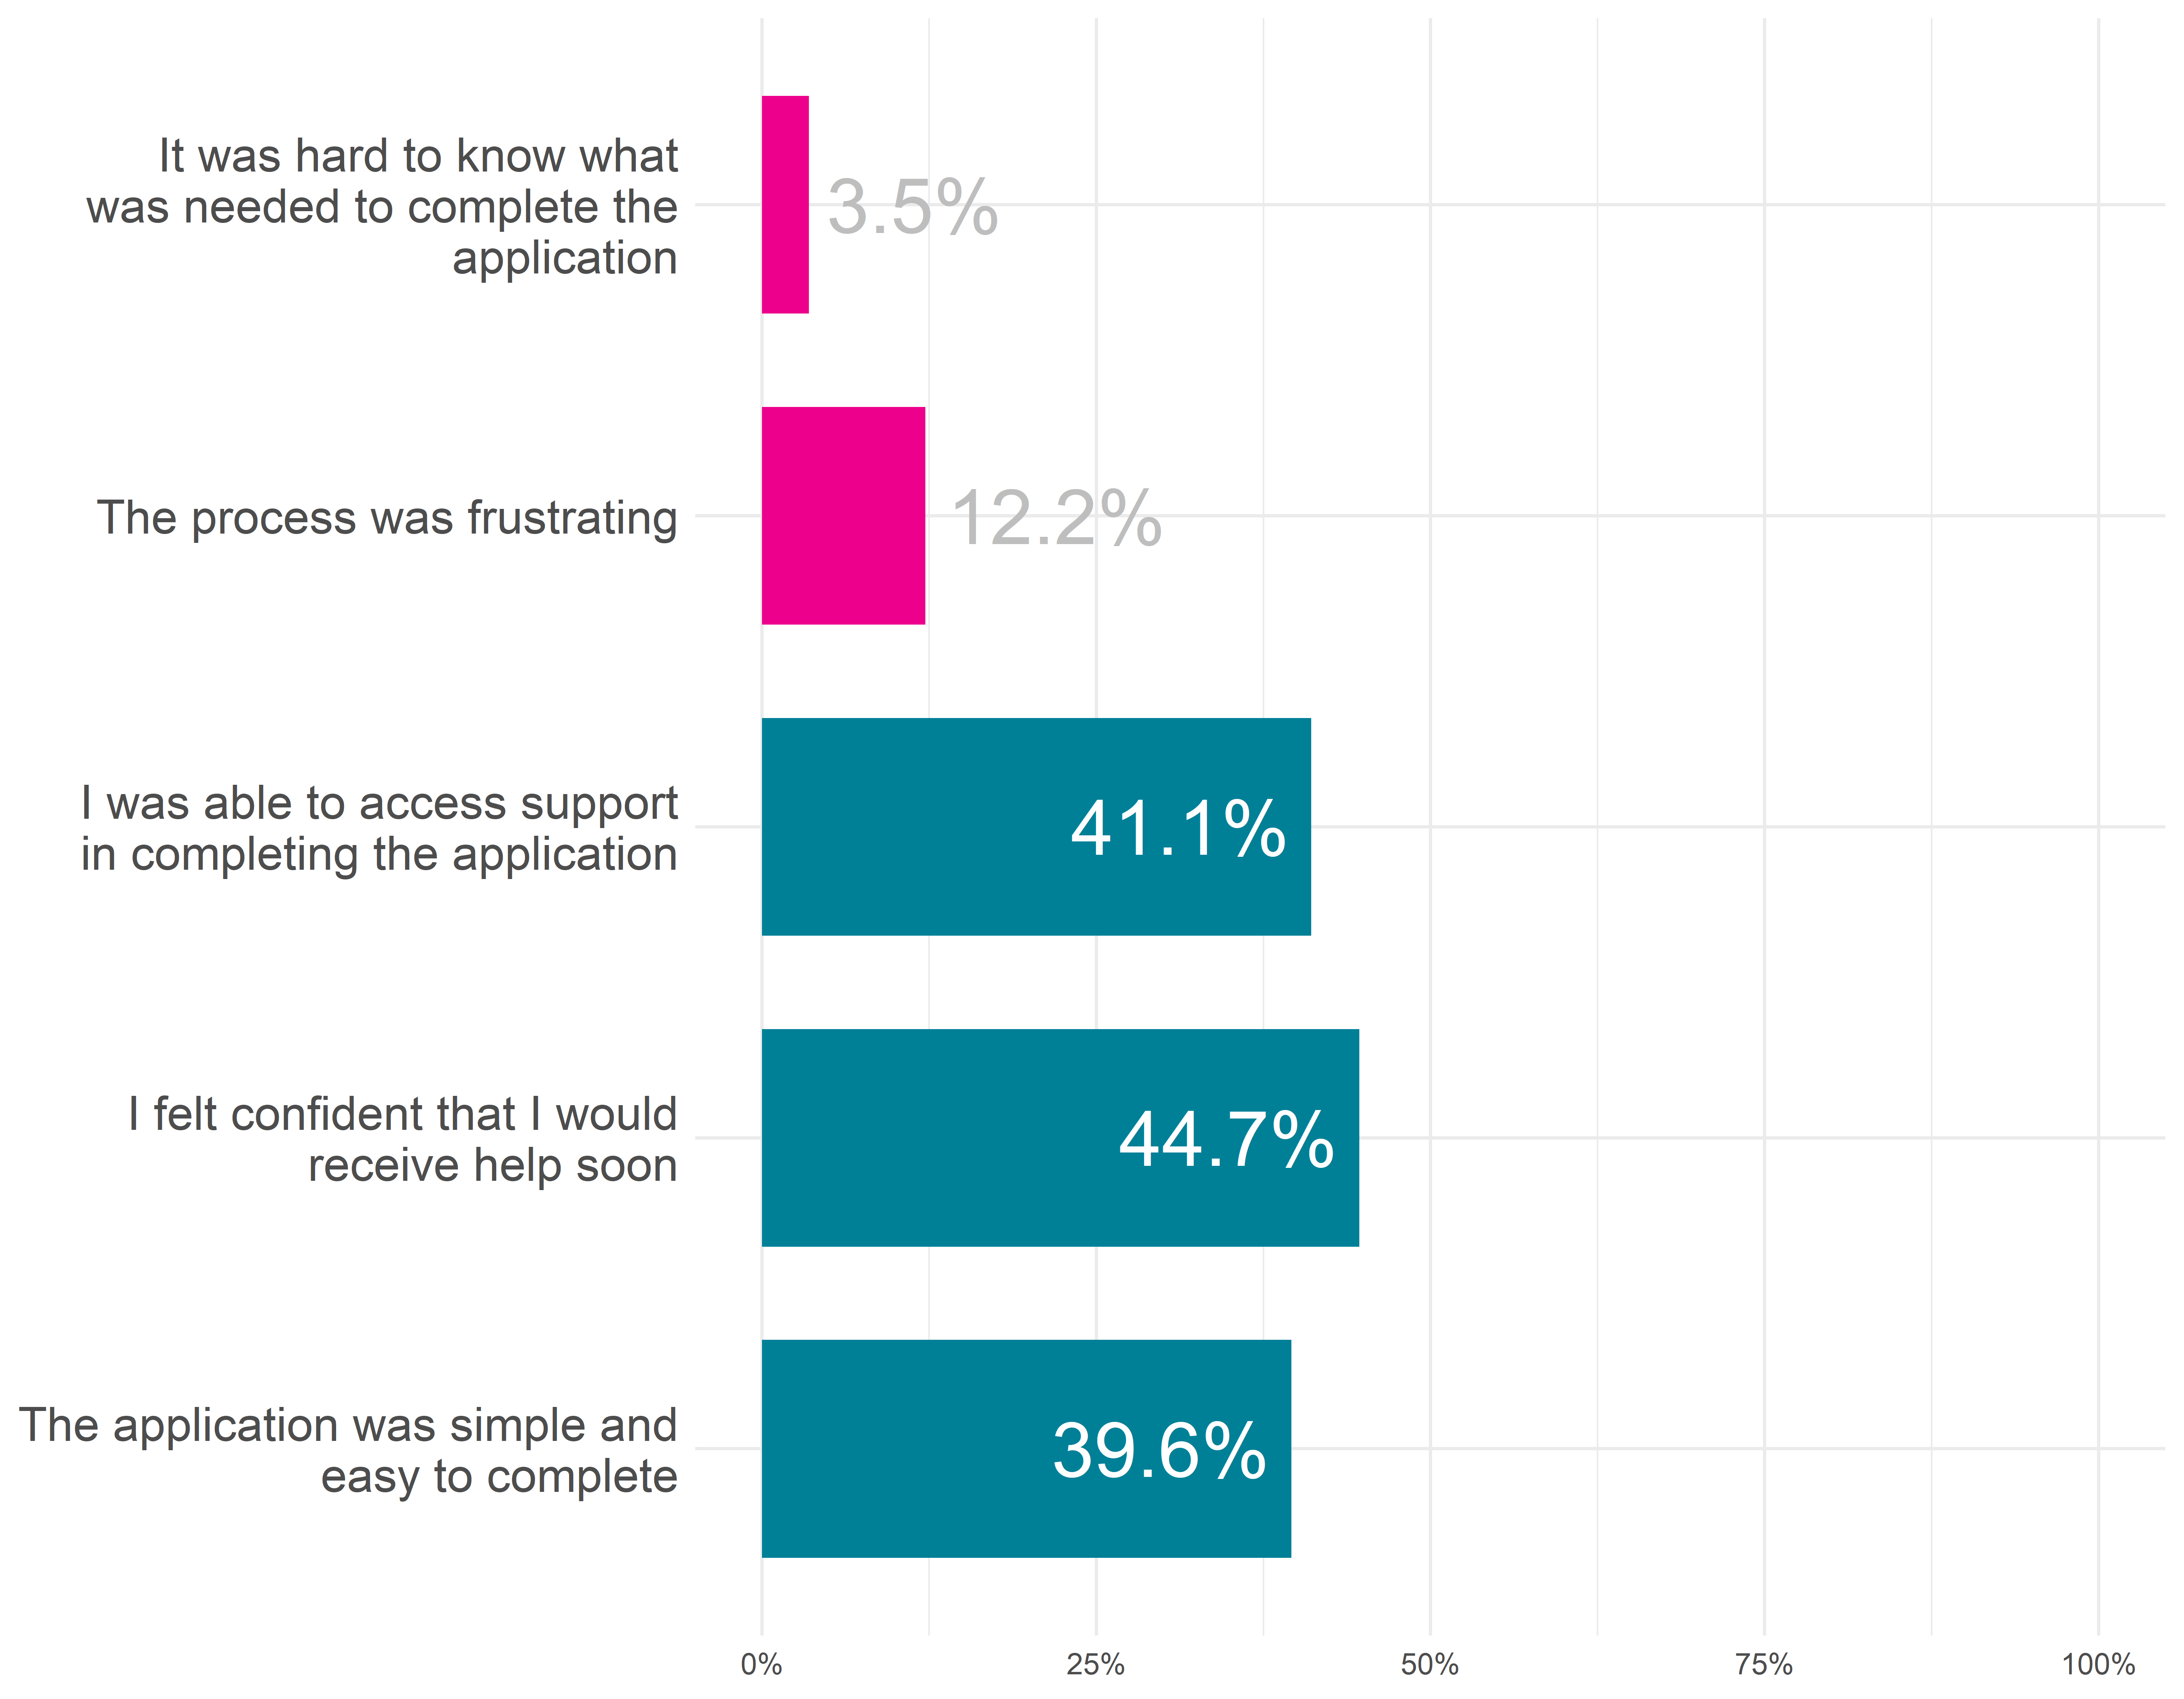 It was hard to know what
was needed to complete the
application
3.5%
The process was frustrating
12.2%
I was able to access support
in completing the application
41.1%
I felt confident that I would
receive help soon
44.7%
The application was simple and
easy to complete
39.6%
0% 25% 50% 75% 100%